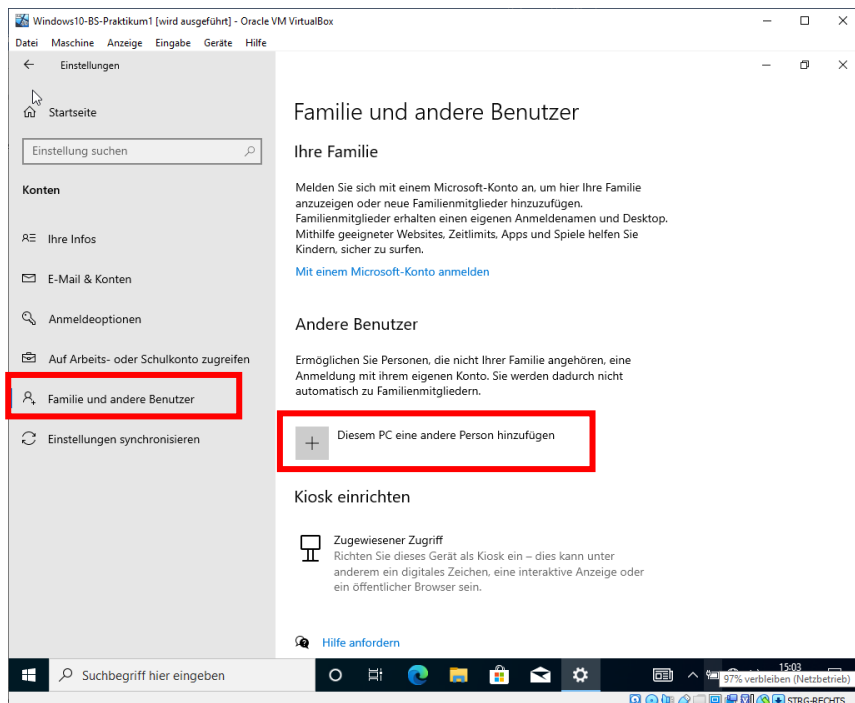 Windows10-BS-Praktikum1 [wird ausgeführt] - Oracle VM VirtualBox
Datei Maschine Anzeige Eingabe Geräte Hilfe
Einstellungen
Startseite
Einstellung suchen
Konten
Ihre Infos
E-Mail & Konten
Anmeldeoptionen
Auf Arbeits- oder Schulkonto zugreifen
Familie und andere Benutzer
Einstellungen synchronisieren
Familie und andere Benutzer
Ihre Familie
Melden Sie sich mit einem Microsoft-Konto an, um hier Ihre Familie
anzuzeigen oder neue Familienmitglieder hinzuzufügen.
Familienmitglieder erhalten einen eigenen Anmeldenamen und Desktop.
Mithilfe geeigneter Websites, Zeitlimits, Apps und Spiele helfen Sie
Kindern, sicher zu surfen.
Mit einem Microsoft-Konto anmelden
Andere Benutzer
Ermöglichen Sie Personen, die nicht Ihrer Familie angehören, eine
Anmeldung mit ihrem eigenen Konto. Sie werden dadurch nicht
automatisch zu Familienmitgliedern.
Diesem PC eine andere Person hinzufügen
Kiosk einrichten
Zugewiesener Zugriff
Richten Sie dieses Gerät als Kiosk ein – dies kann unter
anderem ein digitales Zeichen, eine interaktive Anzeige oder
ein öffentlicher Browser sein.
Hilfe anfordern
Suchbegriff hier eingeben
15:03
97% verbleiben (Netzbetrieb)
STRG-RECHTS